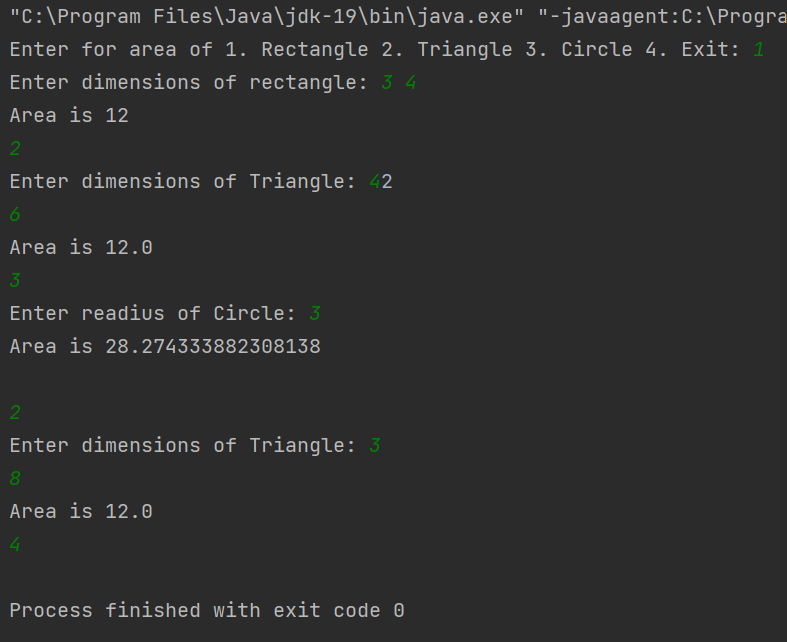 "C:\Program Files\Java\jdk-19\bin\java.exe" "-javaagent:C:\Progra
Enter for area of 1. Rectangle 2. Triangle 3. Circle 4. Exit: 1
Enter dimensions of rectangle: 3 4
Area is 12
2
Enter dimensions of Triangle: 42
6
Area is 12.0
3
Enter readius of Circle: 3
Area is 28.274333882308138
2
Enter dimensions of Triangle: 3
8
Area is 12.0
4
Process finished with exit code 0